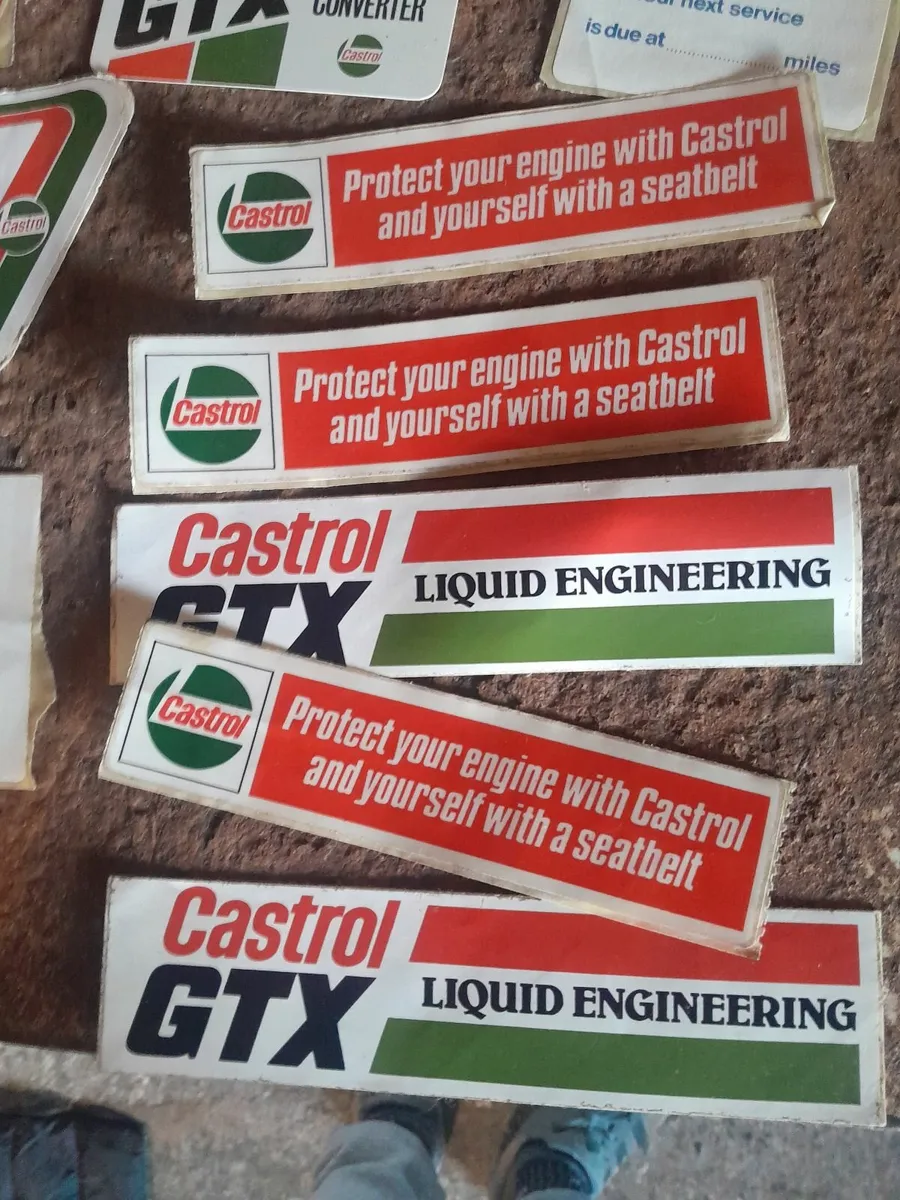 GTX
CONVERTER
Castrol
next service
is due at .................... miles
Castrol
Castrol
Protect your engine with Castrol
and yourself with a seatbelt
Castrol
Protect your engine with Castrol
and yourself with a seatbelt
Castrol
GTX
LIQUID ENGINEERING
Castrol
Protect your engine with Castrol
and yourself with a seatbelt
Castrol
GTX
LIQUID ENGINEERING